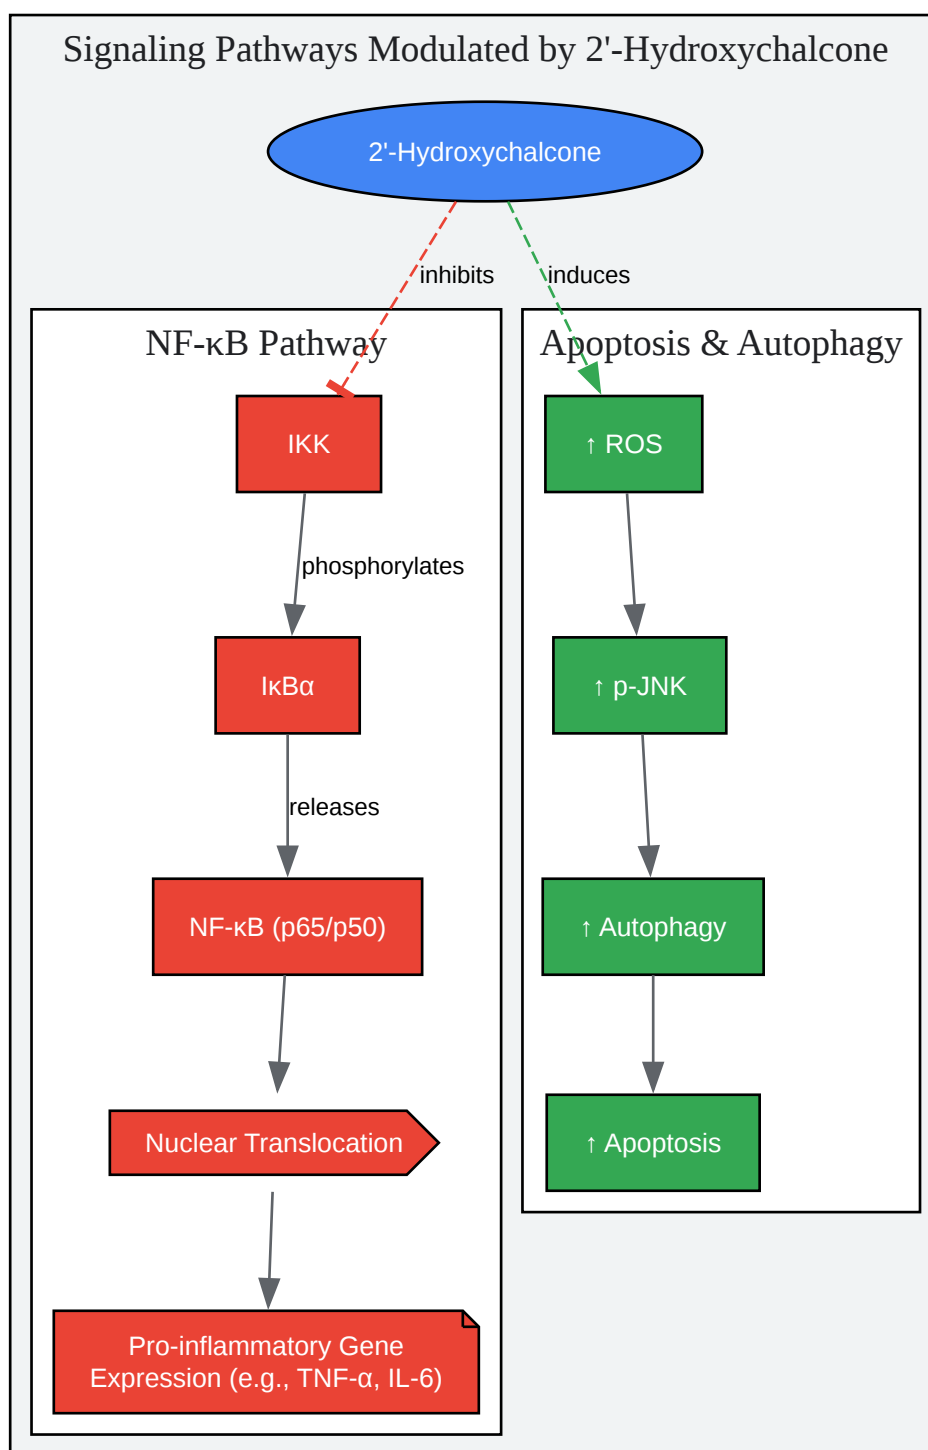 Signaling Pathways Modulated by 2'-Hydroxychalcone
2'-Hydroxychalcone
inhibits
induces
NF-κB Pathway
IKK
phosphorylates
IκBα
releases
NF-κB (p65/p50)
Nuclear Translocation
Pro-inflammatory Gene
Expression (e.g., TNF-α, IL-6)
Apoptosis & Autophagy
↑ ROS
↑ p-JNK
↑ Autophagy
↑ Apoptosis